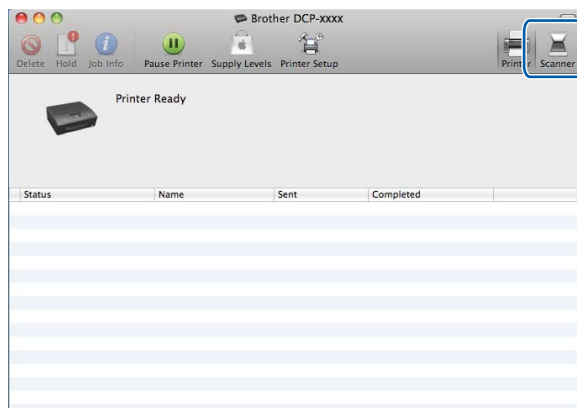 Brother DCP-xxxx
Delete Hold Job Info Pause Printer Supply Levels Printer Setup Printer Scanner
Printer Ready
Status Name Sent Completed